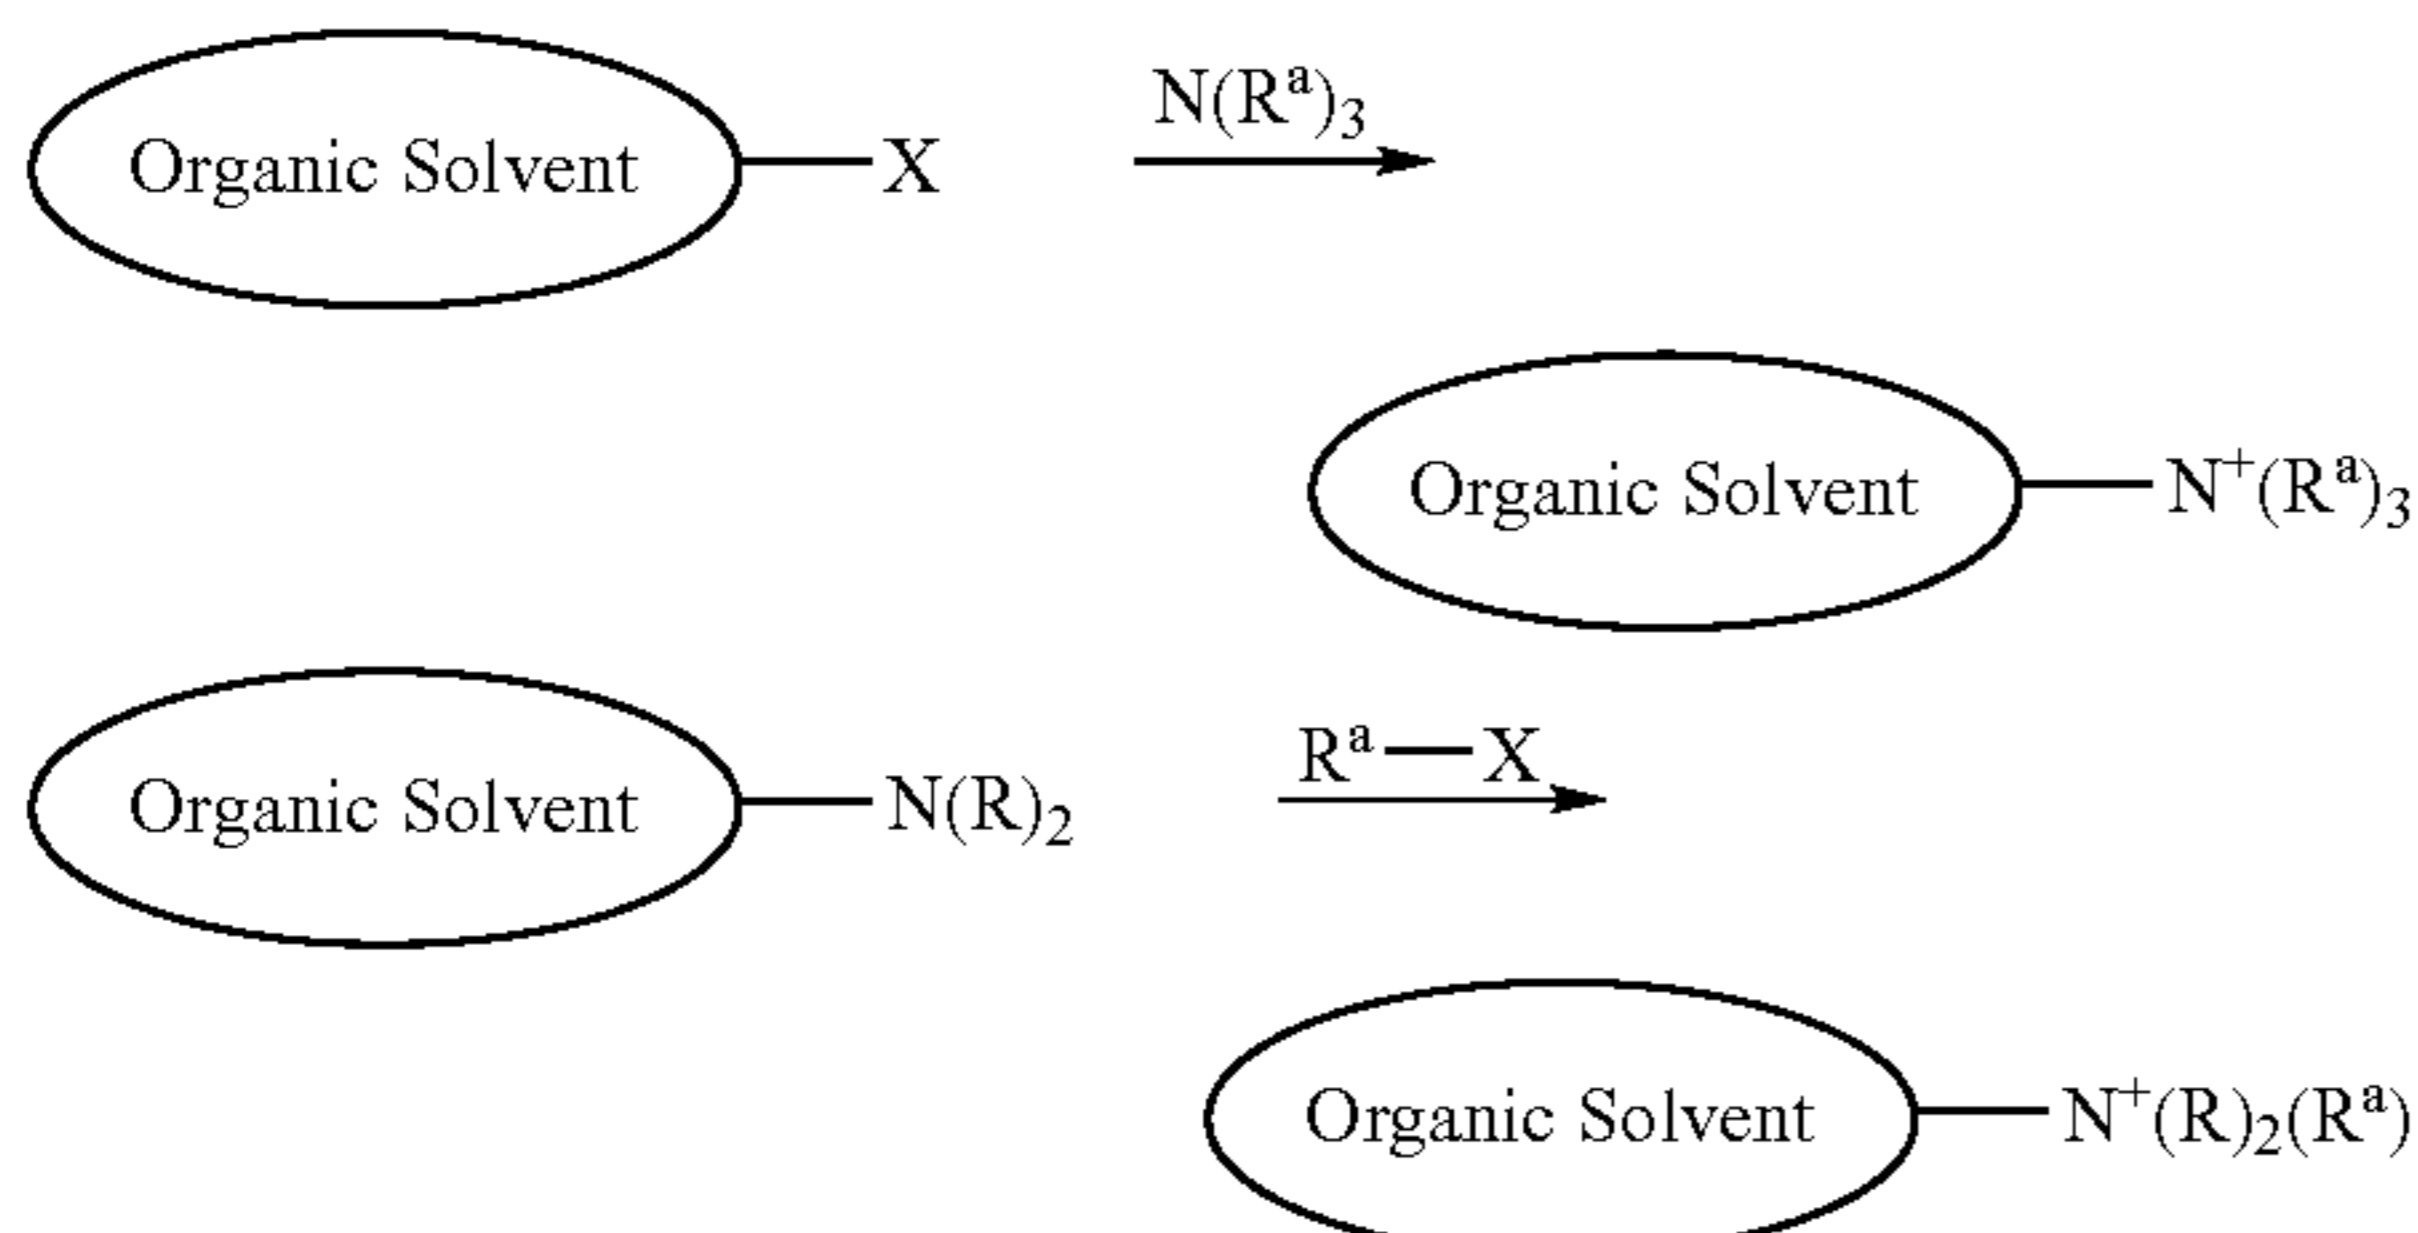 Organic Solvent—X N(Rᵃ)₃
Organic Solvent—N⁺(Rᵃ)₃
Organic Solvent—N(R)₂ Rᵃ—X
Organic Solvent—N⁺(R)₂(Rᵃ)